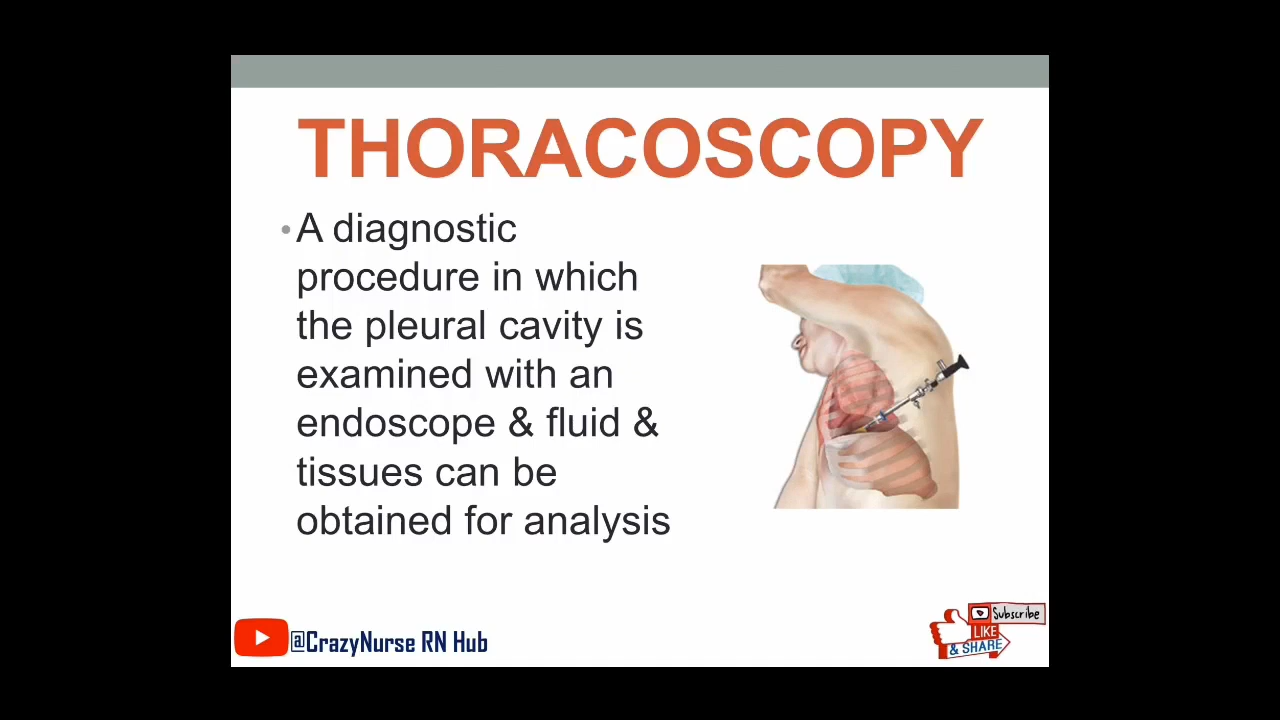 THORACOSCOPY
• A diagnostic
procedure in which
the pleural cavity is
examined with an
endoscope & fluid &
tissues can be
obtained for analysis
@CrazyNurse RN Hub
Subscribe
LIKE
& SHARE